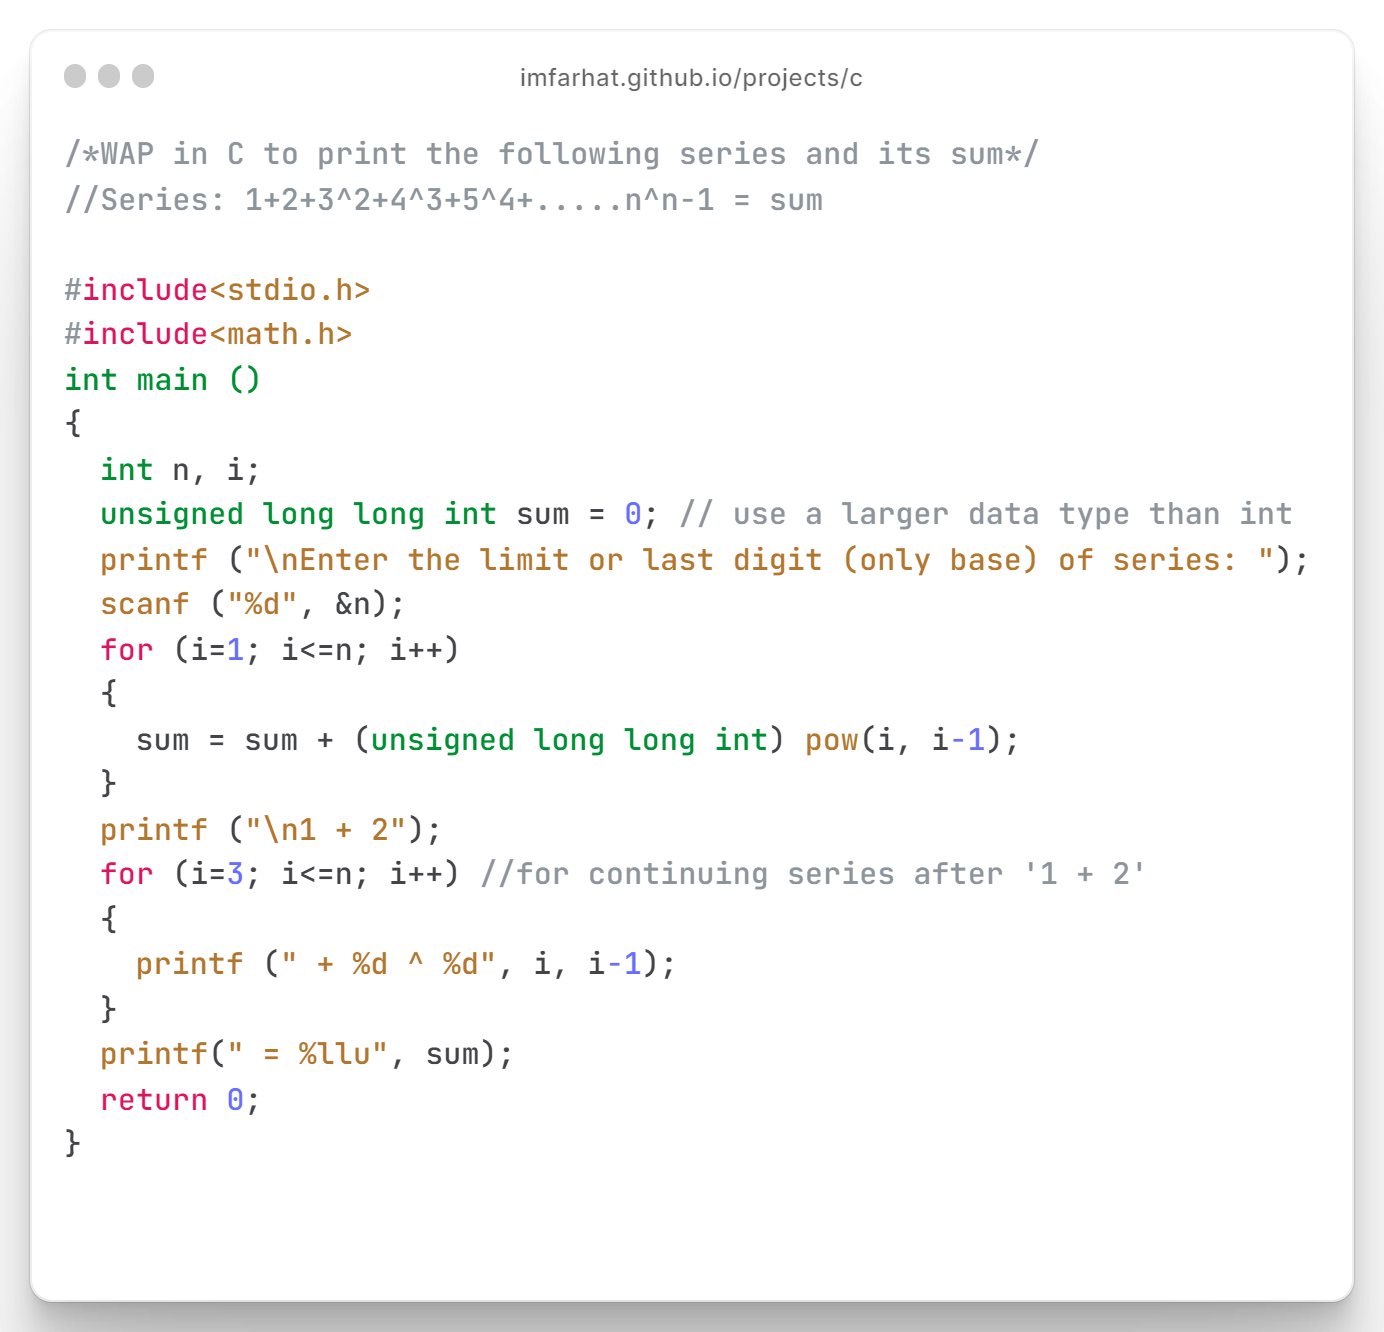 imfarhat.github.io/projects/c
/*WAP in C to print the following series and its sum*/
//Series: 1+2+3^2+4^3+5^4+.....n^n-1 = sum
#include<stdio.h>
#include<math.h>
int main ()
{
  int n, i;
  unsigned long long int sum = 0; // use a larger data type than int
  printf ("\nEnter the limit or last digit (only base) of series: ");
  scanf ("%d", &n);
  for (i=1; i<=n; i++)
  {
    sum = sum + (unsigned long long int) pow(i, i-1);
  }
  printf ("\n1 + 2");
  for (i=3; i<=n; i++) //for continuing series after '1 + 2'
  {
    printf (" + %d ^ %d", i, i-1);
  }
  printf(" = %llu", sum);
  return 0;
}